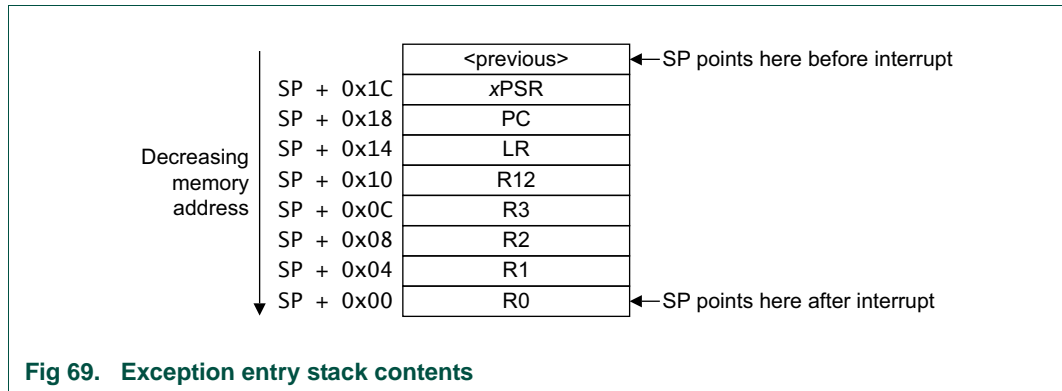 <previous>
SP points here before interrupt
SP + 0x1C
xPSR
SP + 0x18
PC
SP + 0x14
LR
Decreasing
memory
address
SP + 0x10
R12
SP + 0x0C
R3
SP + 0x08
R2
SP + 0x04
R1
SP + 0x00
R0
SP points here after interrupt
Fig 69. Exception entry stack contents